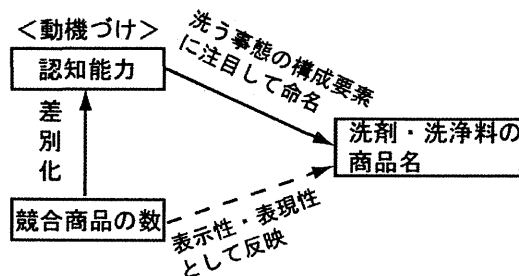 ＜動機づけ＞
認知能力
洗う事態の構成要素
に注目して命名
差別化
洗剤・洗浄料の
商品名
競合商品の数
表示性・表現性
として反映